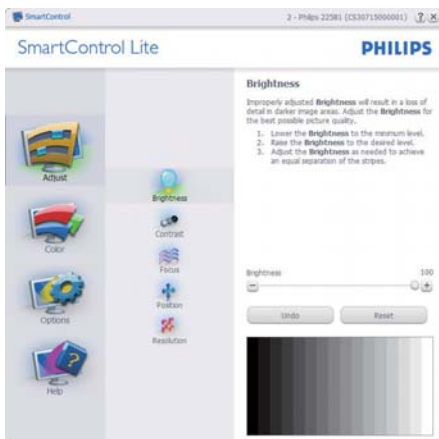 SmartControl
2 - Philips 225B1 (CS30715000001)
SmartControl Lite
PHILIPS
Adjust
Color
Options
Help
Brightness
Contrast
Focus
Position
Resolution
Brightness
Improperly adjusted Brightness will result in a loss of
detail in darker image areas. Adjust the Brightness for
the best possible picture quality.
1. Lower the Brightness to the minimum level.
2. Raise the Brightness to the desired level.
3. Adjust the Brightness as needed to achieve
an equal separation of the stripes.
Brightness 100
Undo
Reset